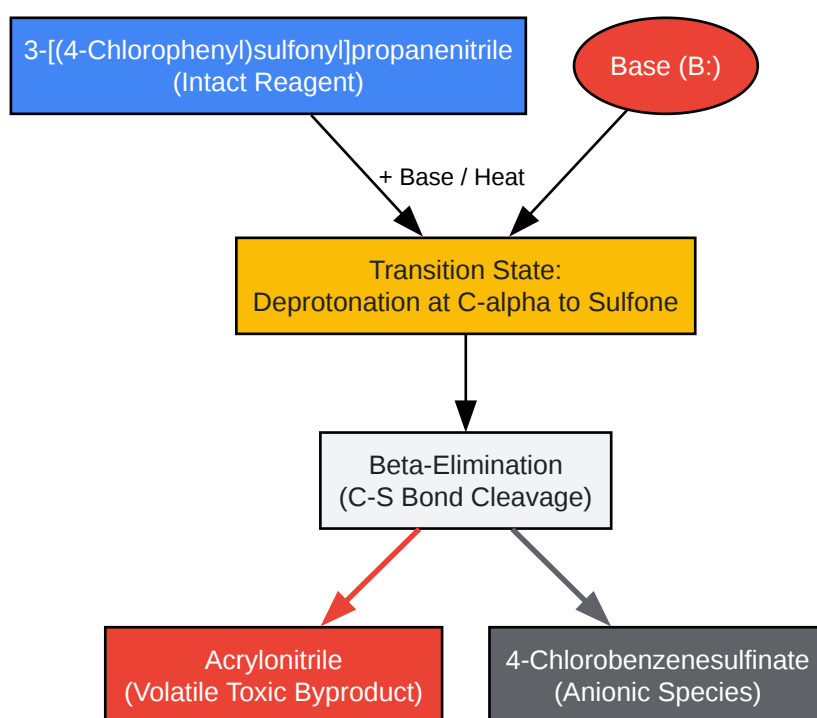 3-[(4-Chlorophenyl)sulfonyl]propanenitrile
(Intact Reagent)
Base (B:)
+ Base / Heat
Transition State:
Deprotonation at C-alpha to Sulfone
Beta-Elimination
(C-S Bond Cleavage)
Acrylonitrile
(Volatile Toxic Byproduct)
4-Chlorobenzenesulfinate
(Anionic Species)